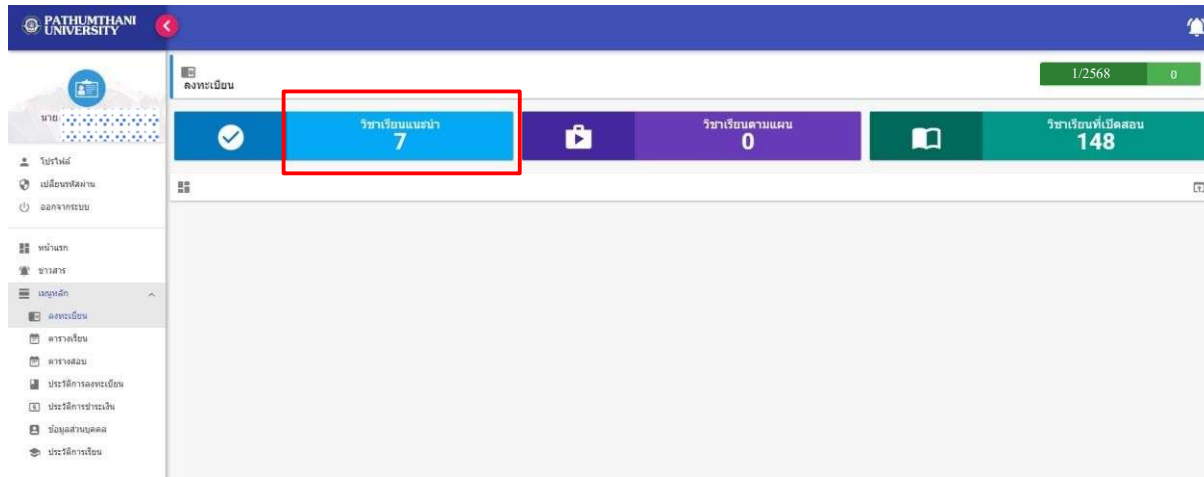 PATHUMTHANI
UNIVERSITY
นาย
โปรไฟล์
เปลี่ยนรหัสผ่าน
ออกจากระบบ
หน้าแรก
ข่าวสาร
เมนูหลัก
ลงทะเบียน
ตารางเรียน
ตารางสอบ
ประวัติการลงทะเบียน
ประวัติการชำระเงิน
ข้อมูลส่วนบุคคล
ประวัติการเรียน
ลงทะเบียน
1/2568 0
วิชาเรียนแนะนำ
7
วิชาเรียนตามแผน
0
วิชาเรียนที่เปิดสอน
148